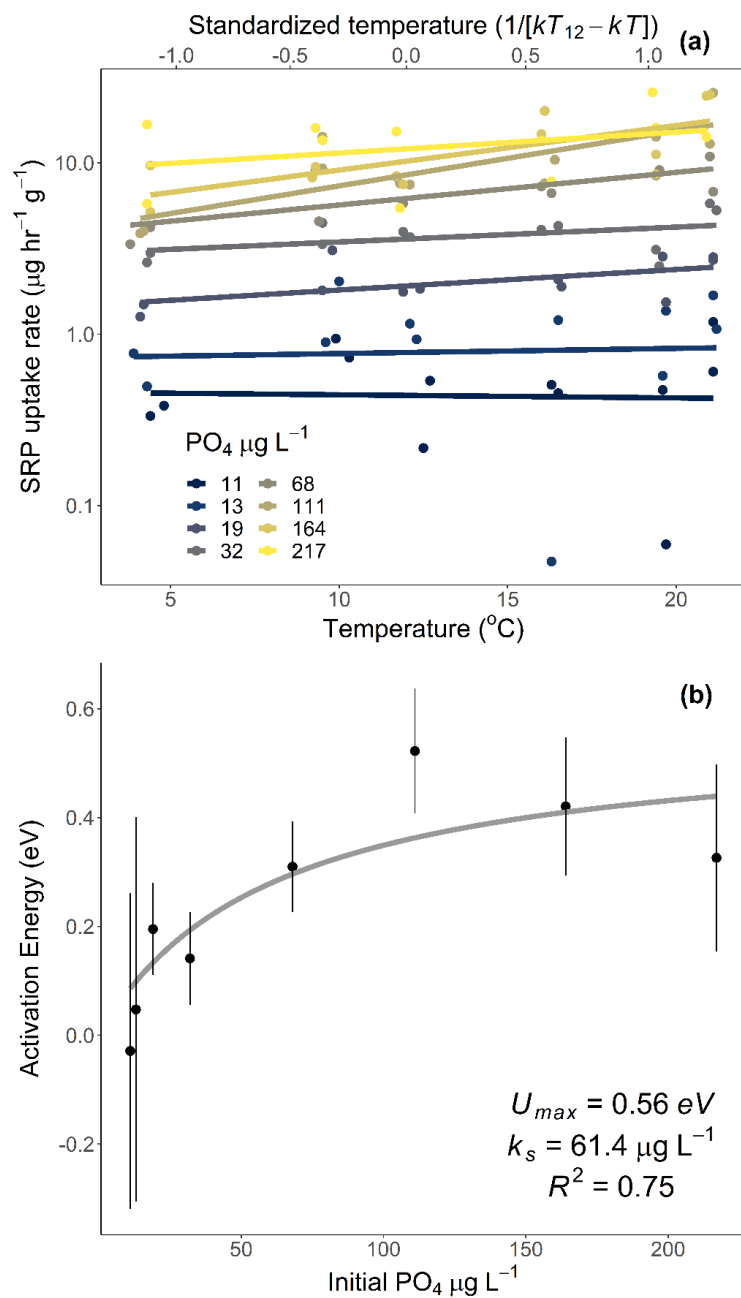 Standardized temperature (1/[kT₁₂ – kT])
-1.0 -0.5 0.0 0.5 1.0
(a)
SRP uptake rate (µg hr⁻¹ g⁻¹)
10.0
1.0
0.1
PO₄ µg L⁻¹
11 68
13 111
19 164
32 217
5 10 15 20
Temperature (°C)
(b)
Activation Energy (eV)
0.6
0.4
0.2
0.0
-0.2
U_max = 0.56 eV
k_s = 61.4 µg L⁻¹
R² = 0.75
50 100 150 200
Initial PO₄ µg L⁻¹